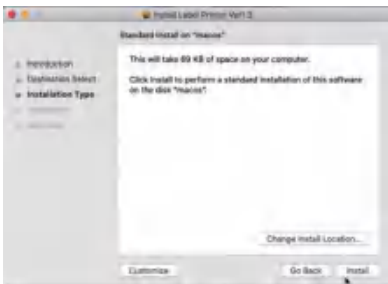 Install Label Printer Ver1.3
Standard Install on "macos"
Introduction
Destination Select
Installation Type
This will take 89 KB of space on your computer.
Click Install to perform a standard installation of this software
on the disk "macos".
Change Install Location...
Customize
Go Back
Install